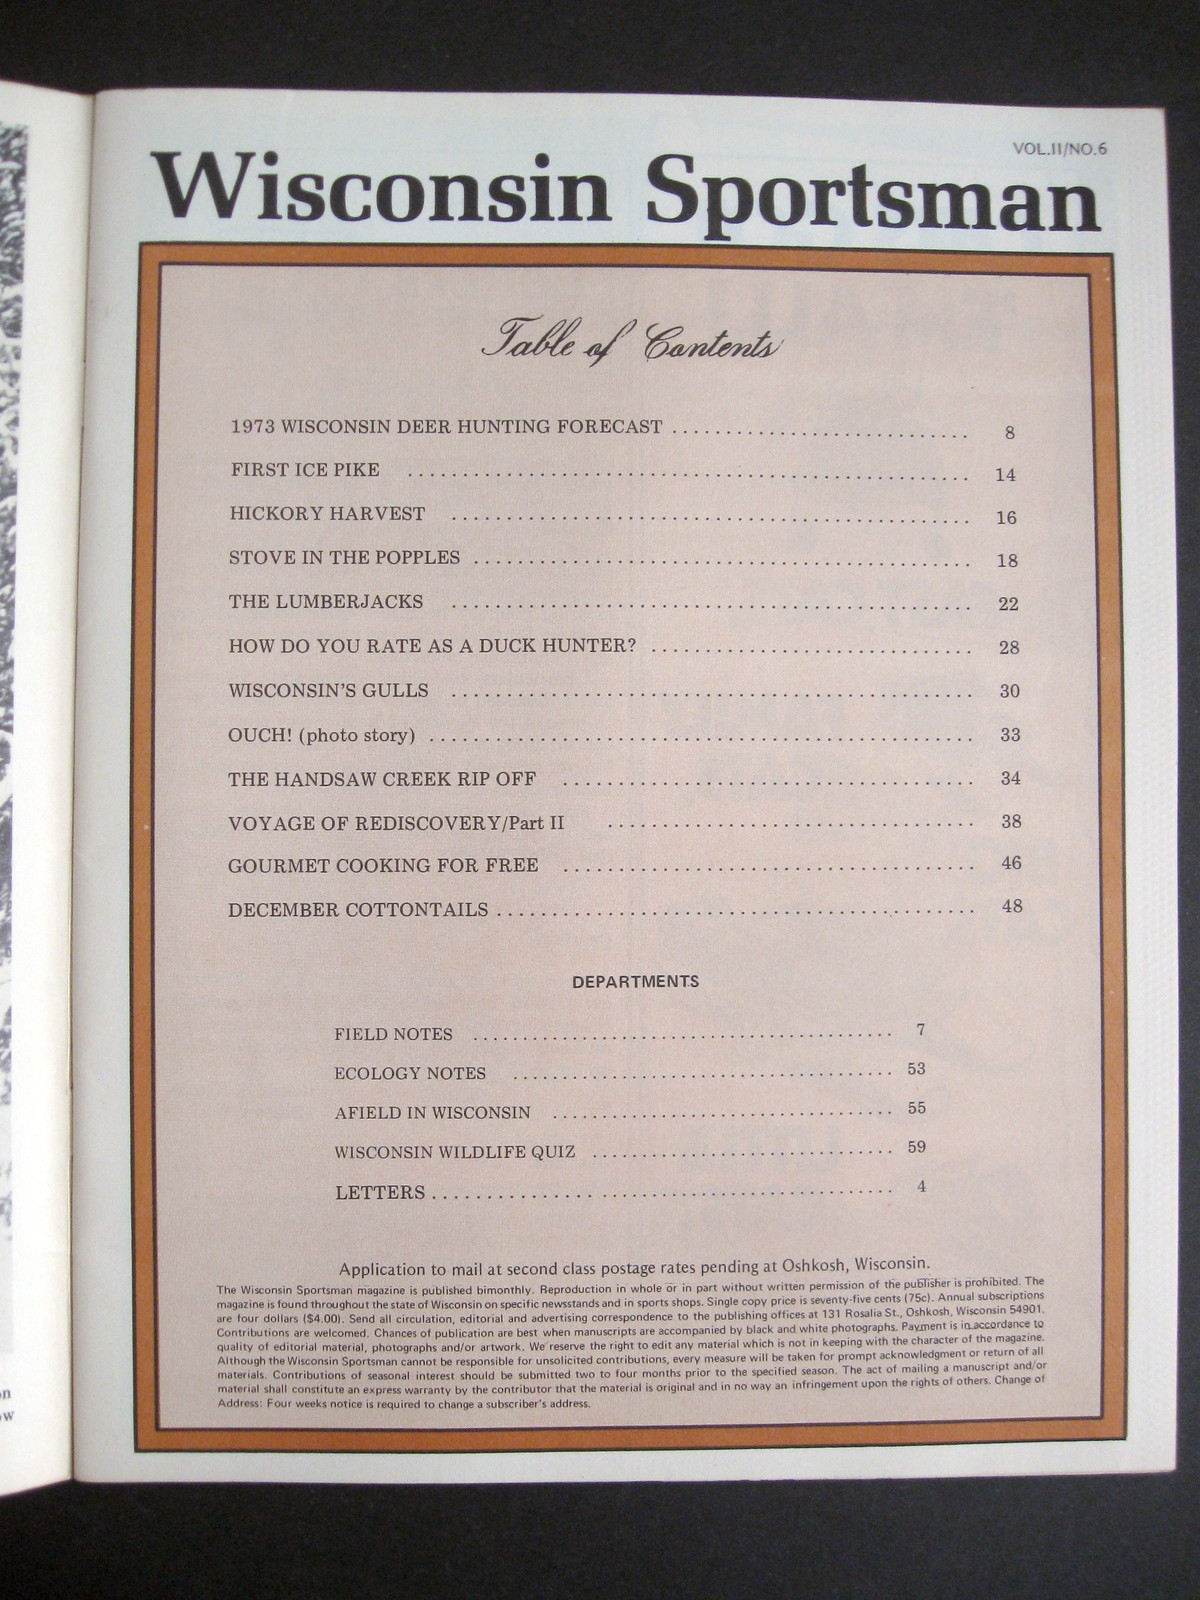 VOL.II/NO.6
Wisconsin Sportsman
Table of Contents
1973 WISCONSIN DEER HUNTING FORECAST ............................ 8
FIRST ICE PIKE .................................................... 14
HICKORY HARVEST ................................................ 16
STOVE IN THE POPPLES .............................................. 18
THE LUMBERJACKS ................................................ 22
HOW DO YOU RATE AS A DUCK HUNTER? .............................. 28
WISCONSIN'S GULLS ................................................ 30
OUCH! (photo story) .................................................. 33
THE HANDSAW CREEK RIP OFF ...................................... 34
VOYAGE OF REDISCOVERY/Part II .................................. 38
GOURMET COOKING FOR FREE ...................................... 46
DECEMBER COTTONTAILS ............................................ 48
DEPARTMENTS
FIELD NOTES ........................................ 7
ECOLOGY NOTES .................................... 53
AFIELD IN WISCONSIN ................................ 55
WISCONSIN WILDLIFE QUIZ ............................ 59
LETTERS ............................................ 4
Application to mail at second class postage rates pending at Oshkosh, Wisconsin.
The Wisconsin Sportsman magazine is published bimonthly. Reproduction in whole or in part without written permission of the publisher is prohibited. The
magazine is found throughout the state of Wisconsin on specific newsstands and in sports shops. Single copy price is seventy-five cents (75c). Annual subscriptions
are four dollars ($4.00). Send all circulation, editorial and advertising correspondence to the publishing offices at 131 Rosalia St., Oshkosh, Wisconsin 54901.
Contributions are welcomed. Chances of publication are best when manuscripts are accompanied by black and white photographs. Payment is in accordance to
quality of editorial material, photographs and/or artwork. We reserve the right to edit any material which is not in keeping with the character of the magazine.
Although the Wisconsin Sportsman cannot be responsible for unsolicited contributions, every measure will be taken for prompt acknowledgment or return of all
materials. Contributions of seasonal interest should be submitted two to four months prior to the specified season. The act of mailing a manuscript and/or
material shall constitute an express warranty by the contributor that the material is original and in no way an infringement upon the rights of others. Change of
Address: Four weeks notice is required to change a subscriber's address.